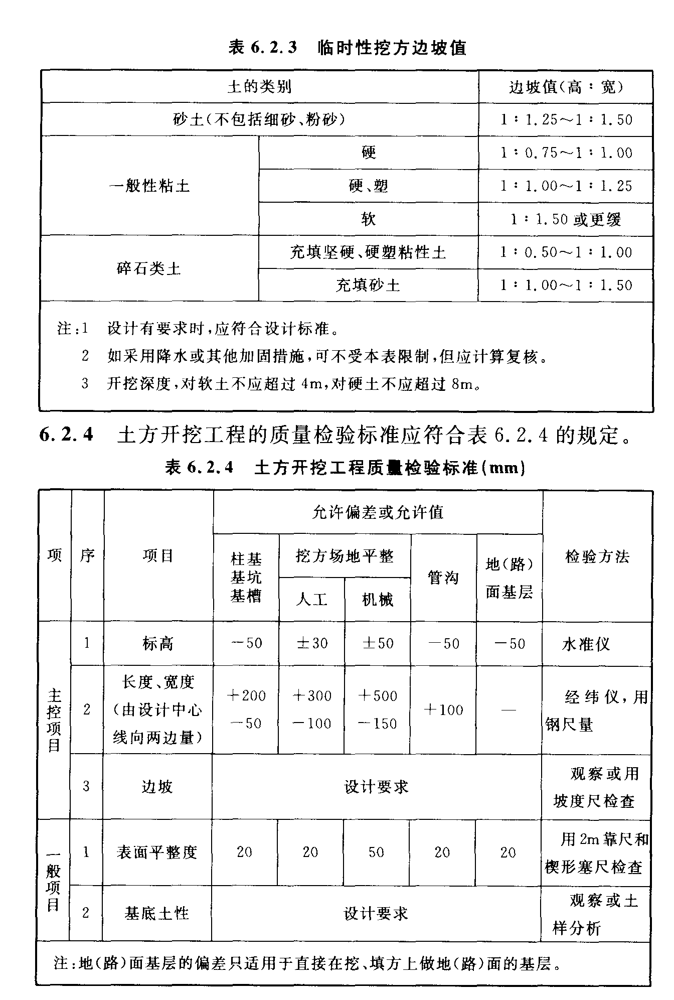 表 6.2.3 临时性挖方边坡值
土的类别 边坡值(高：宽)
砂土(不包括细砂、粉砂) 1：1.25～1：1.50
一般性粘土 硬 1：0.75～1：1.00
硬、塑 1：1.00～1：1.25
软 1：1.50 或更缓
碎石类土 充填坚硬、硬塑粘性土 1：0.50～1：1.00
充填砂土 1：1.00～1：1.50
注:1 设计有要求时,应符合设计标准。
2 如采用降水或其他加固措施,可不受本表限制,但应计算复核。
3 开挖深度,对软土不应超过 4m,对硬土不应超过 8m。
6.2.4 土方开挖工程的质量检验标准应符合表 6.2.4 的规定。
表 6.2.4 土方开挖工程质量检验标准(mm)
项 序 项目 允许偏差或允许值 检验方法
柱基
基坑
基槽
挖方场地平整
人工 机械
管沟
地(路)
面基层
主控项目
1 标高 －50 ±30 ±50 －50 －50 水准仪
2
长度、宽度
(由设计中心
线向两边量)
＋200 ＋300 ＋500
－50 －100 －150
＋100 —
经纬仪,用
钢尺量
3 边坡 设计要求
观察或用
坡度尺检查
一般项目
1 表面平整度 20 20 50 20 20
用 2m 靠尺和
楔形塞尺检查
2 基底土性 设计要求
观察或土
样分析
注:地(路)面基层的偏差只适用于直接在挖、填方上做地(路)面的基层。